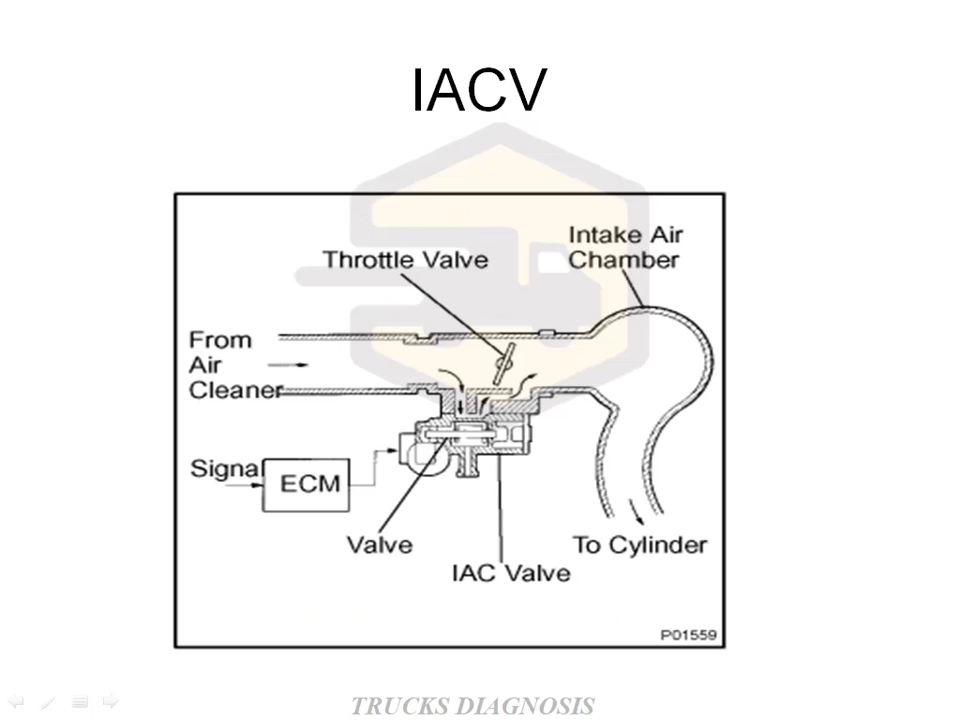 IACV
Intake Air
Chamber
Throttle Valve
From
Air
Cleaner
Signal
ECM
Valve
To Cylinder
IAC Valve
P01559
TRUCKS DIAGNOSIS